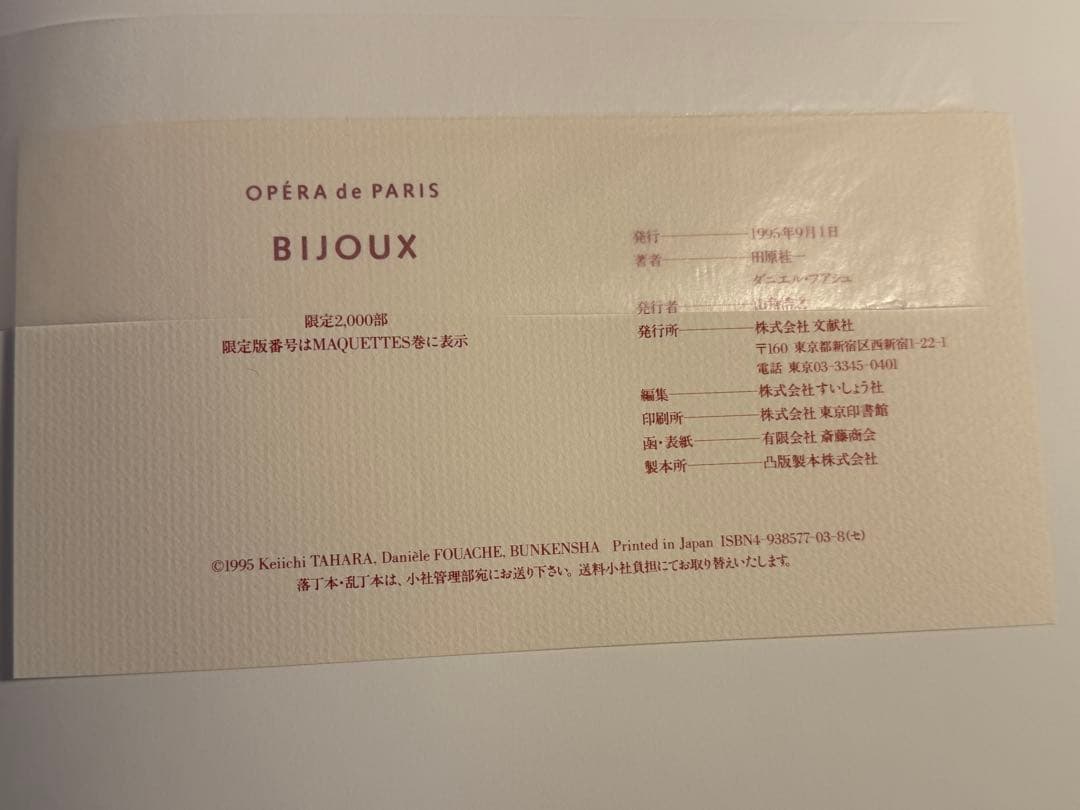 OPÉRA de PARIS
BIJOUX
限定2,000部
限定版番号はMAQUETTES巻に表示
発行 1995年9月1日
著者 田原桂一
ダニエル・フアシュ
発行者
発行所 株式会社 文献社
〒160 東京都新宿区西新宿1-22-1
電話 東京03-3345-0401
編集 株式会社 すいしょう社
印刷所 株式会社 東京印書館
函・表紙 有限会社 斎藤商会
製本所 凸版製本株式会社
©1995 Keiichi TAHARA, Danièle FOUACHE, BUNKENSHA Printed in Japan ISBN4-938577-03-8(セ)
落丁本・乱丁本は、小社管理部宛にお送り下さい。送料小社負担にてお取り替えいたします。